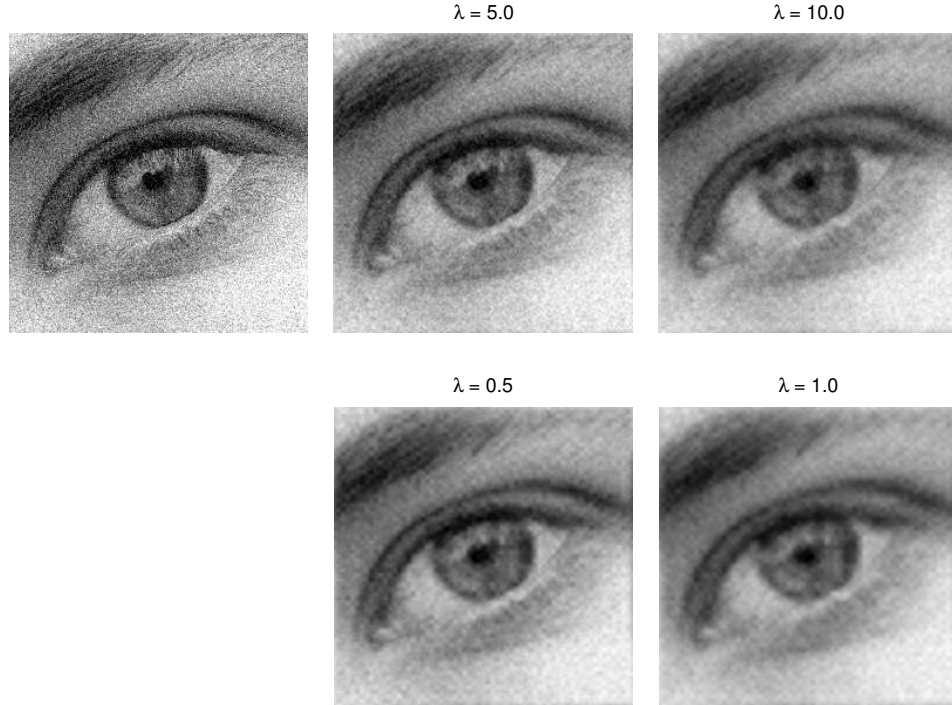 λ = 5.0
λ = 10.0
λ = 0.5
λ = 1.0